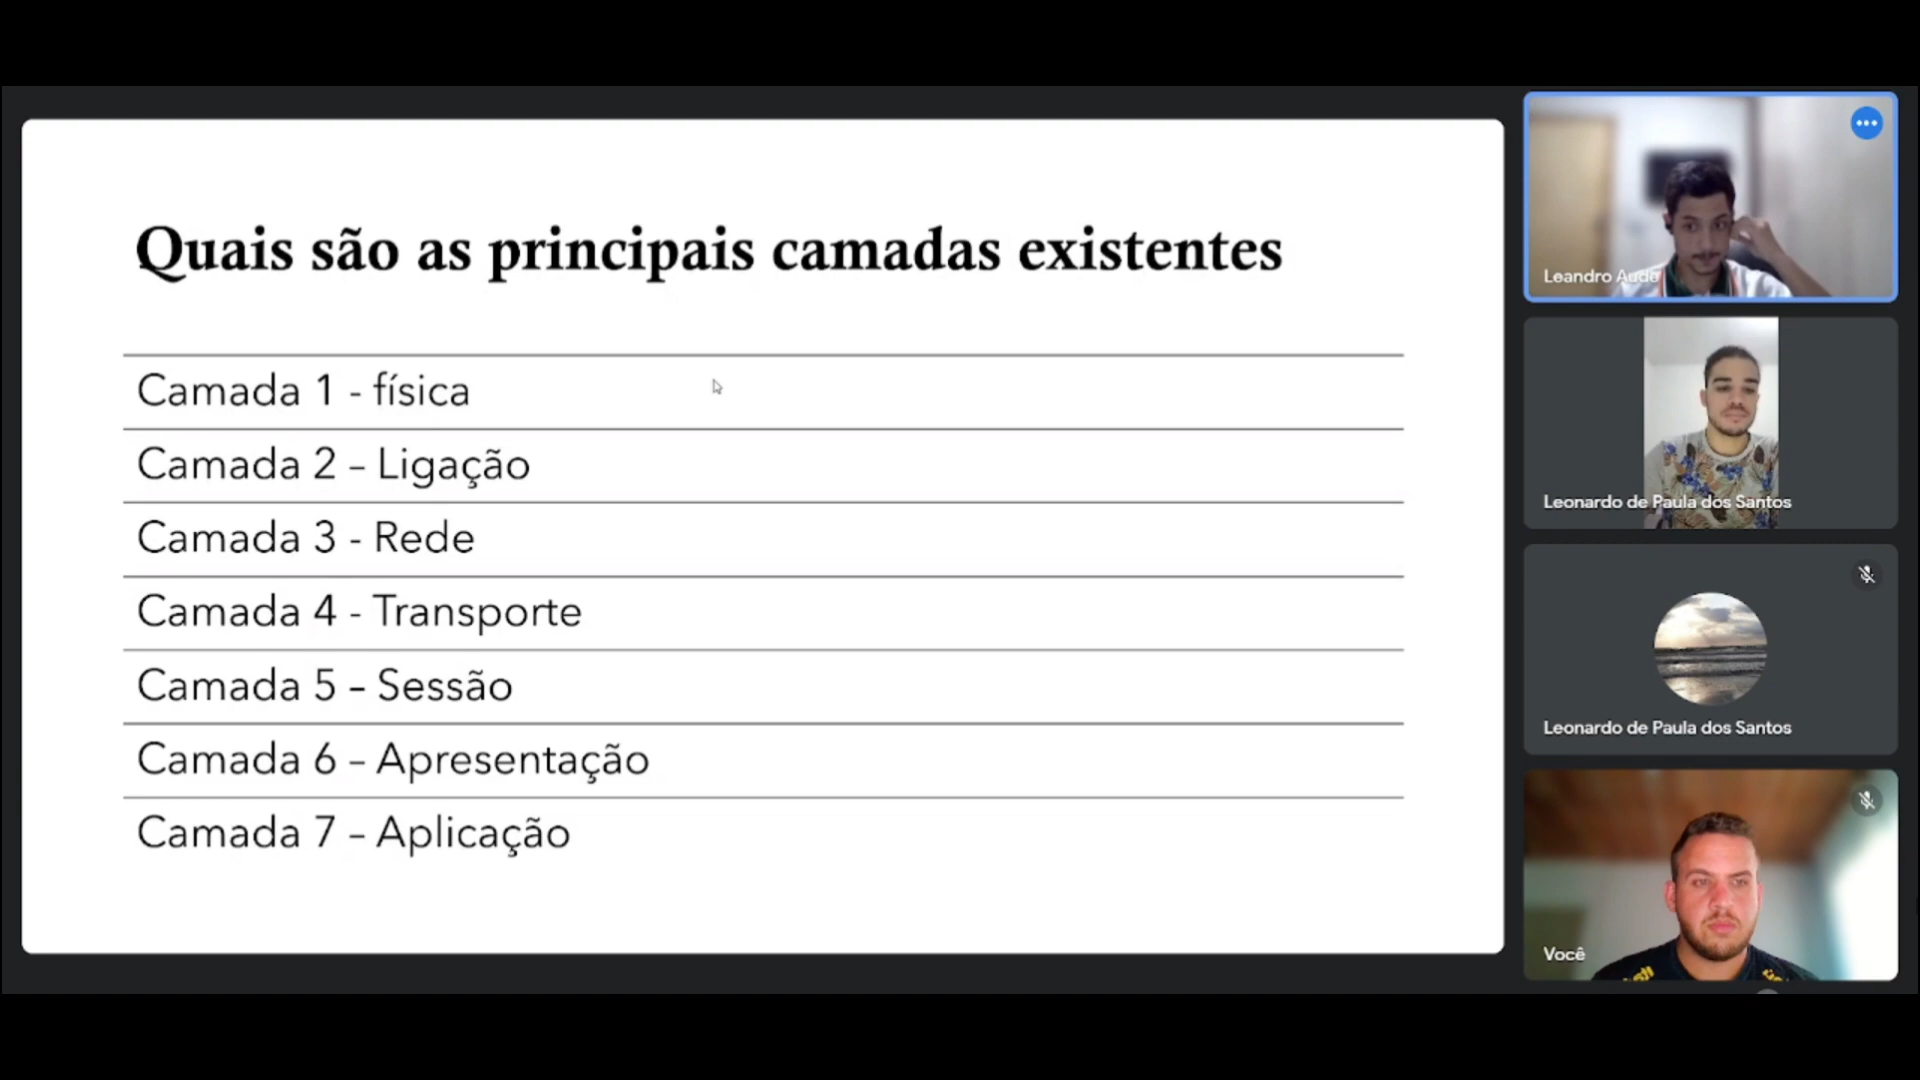 Quais são as principais camadas existentes
Camada 1 - física
Camada 2 – Ligação
Camada 3 - Rede
Camada 4 - Transporte
Camada 5 – Sessão
Camada 6 – Apresentação
Camada 7 – Aplicação
Leandro Aude
Leonardo de Paula dos Santos
Leonardo de Paula dos Santos
Você